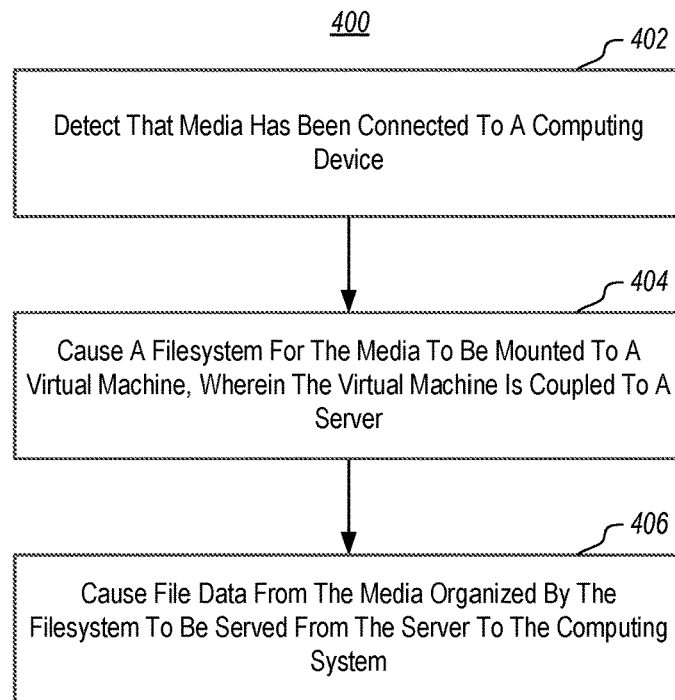 400
402
Detect That Media Has Been Connected To A Computing
Device
404
Cause A Filesystem For The Media To Be Mounted To A
Virtual Machine, Wherein The Virtual Machine Is Coupled To A
Server
406
Cause File Data From The Media Organized By The
Filesystem To Be Served From The Server To The Computing
System